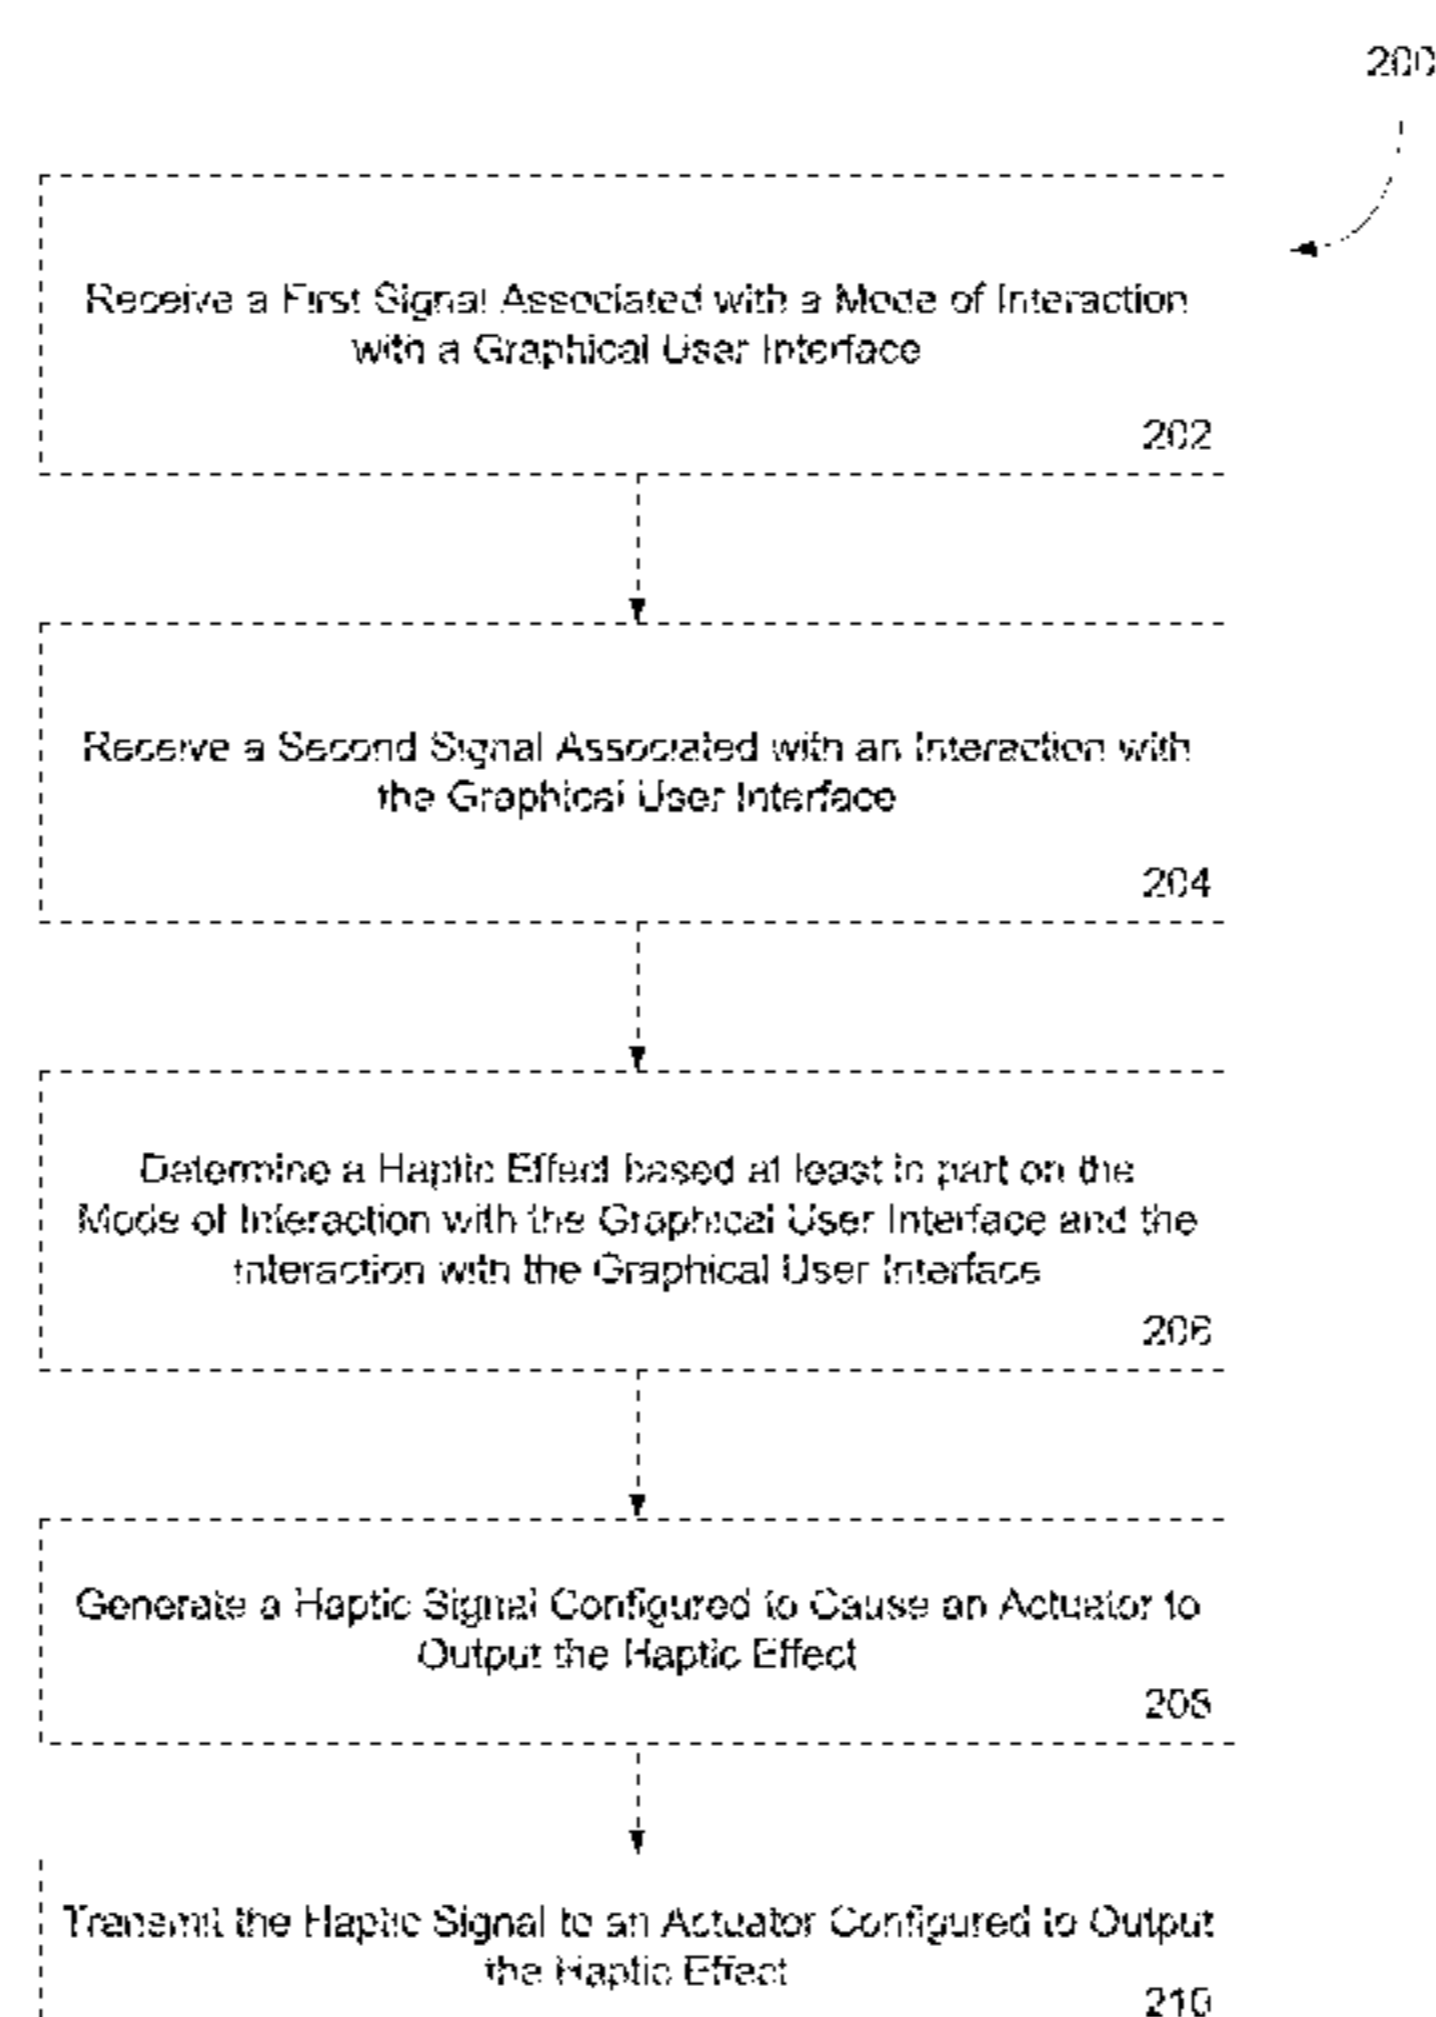 200
Receive a First Signal Associated with a Mode of Interaction
with a Graphical User Interface
202
Receive a Second Signal Associated with an Interaction with
the Graphical User Interface
204
Determine a Haptic Effect based at least in part on the
Mode of Interaction with the Graphical User Interface and the
Interaction with the Graphical User Interface
206
Generate a Haptic Signal Configured to Cause an Actuator to
Output the Haptic Effect
208
Transmit the Haptic Signal to an Actuator Configured to Output
the Haptic Effect
210